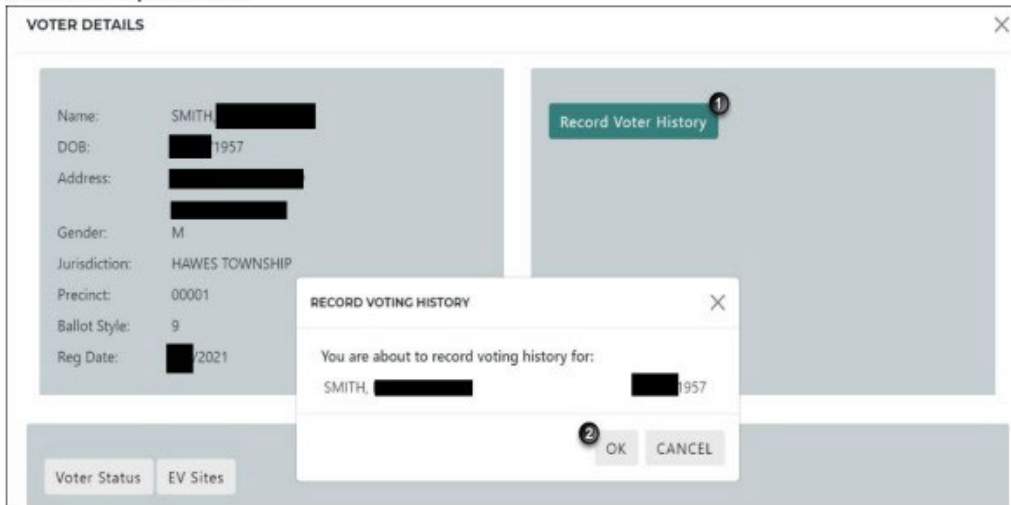 VOTER DETAILS
Name: SMITH,
DOB: 1957
Address:
Gender: M
Jurisdiction: HAWES TOWNSHIP
Precinct: 00001
Ballot Style: 9
Reg Date: /2021
Record Voter History 1
RECORD VOTING HISTORY
You are about to record voting history for:
SMITH, 1957
2 OK CANCEL
Voter Status EV Sites